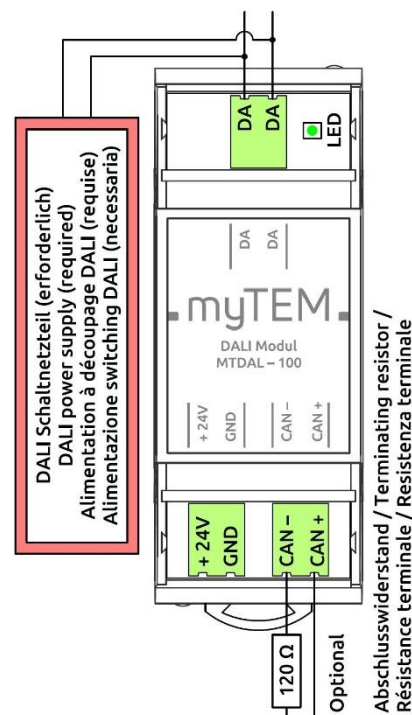 DALI Schaltnetzteil (erforderlich)
DALI power supply (required)
Alimentation à découpage DALI (requise)
Alimentazione switching DALI (necessaria)
DA
DA
LED
DA
DA
myTEM
DALI Modul
MTDAL – 100
+ 24V
GND
CAN –
CAN +
+ 24V
GND
CAN –
CAN +
120 Ω
Optional
Abschlusswiderstand / Terminating resistor /
Résistance terminale / Resistenza terminale